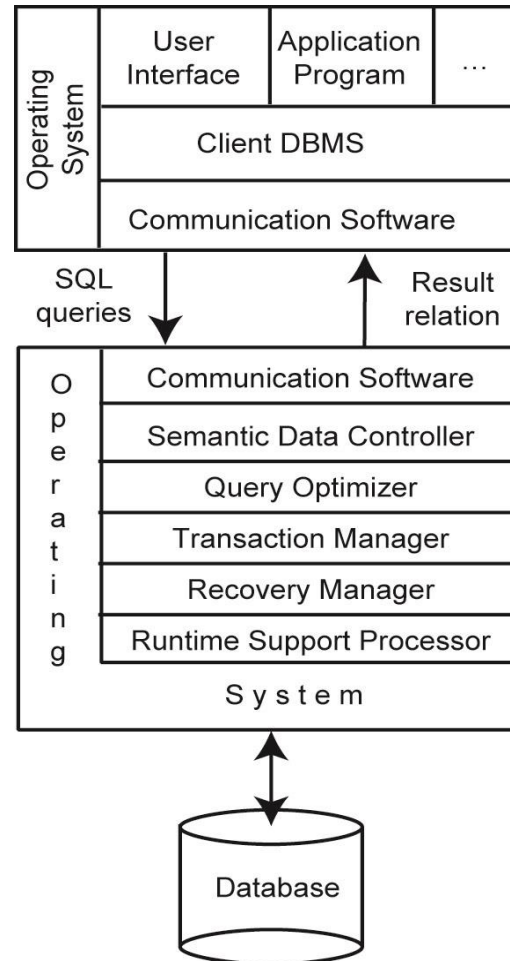 Operating
System
User
Interface
Application
Program
...
Client DBMS
Communication Software
SQL
queries
Result
relation
Operating
Communication Software
Semantic Data Controller
Query Optimizer
Transaction Manager
Recovery Manager
Runtime Support Processor
System
Database